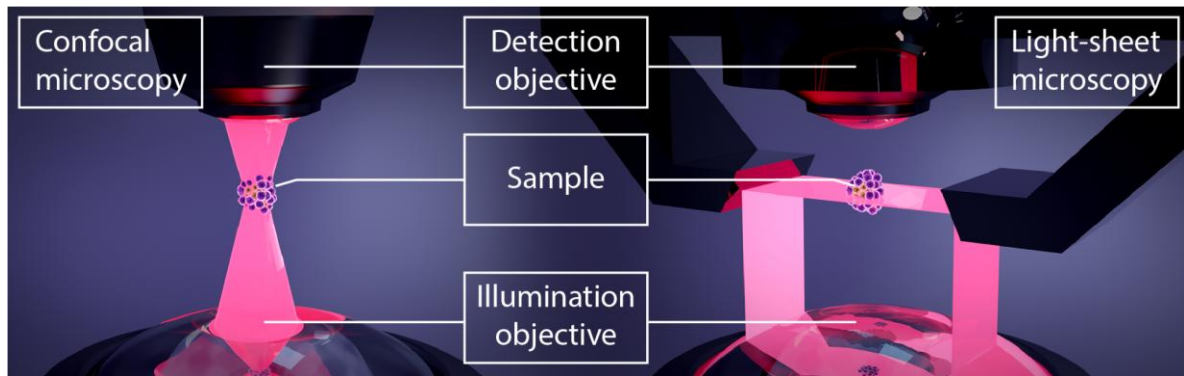 Confocal
microscopy
Detection
objective
Light-sheet
microscopy
Sample
Illumination
objective